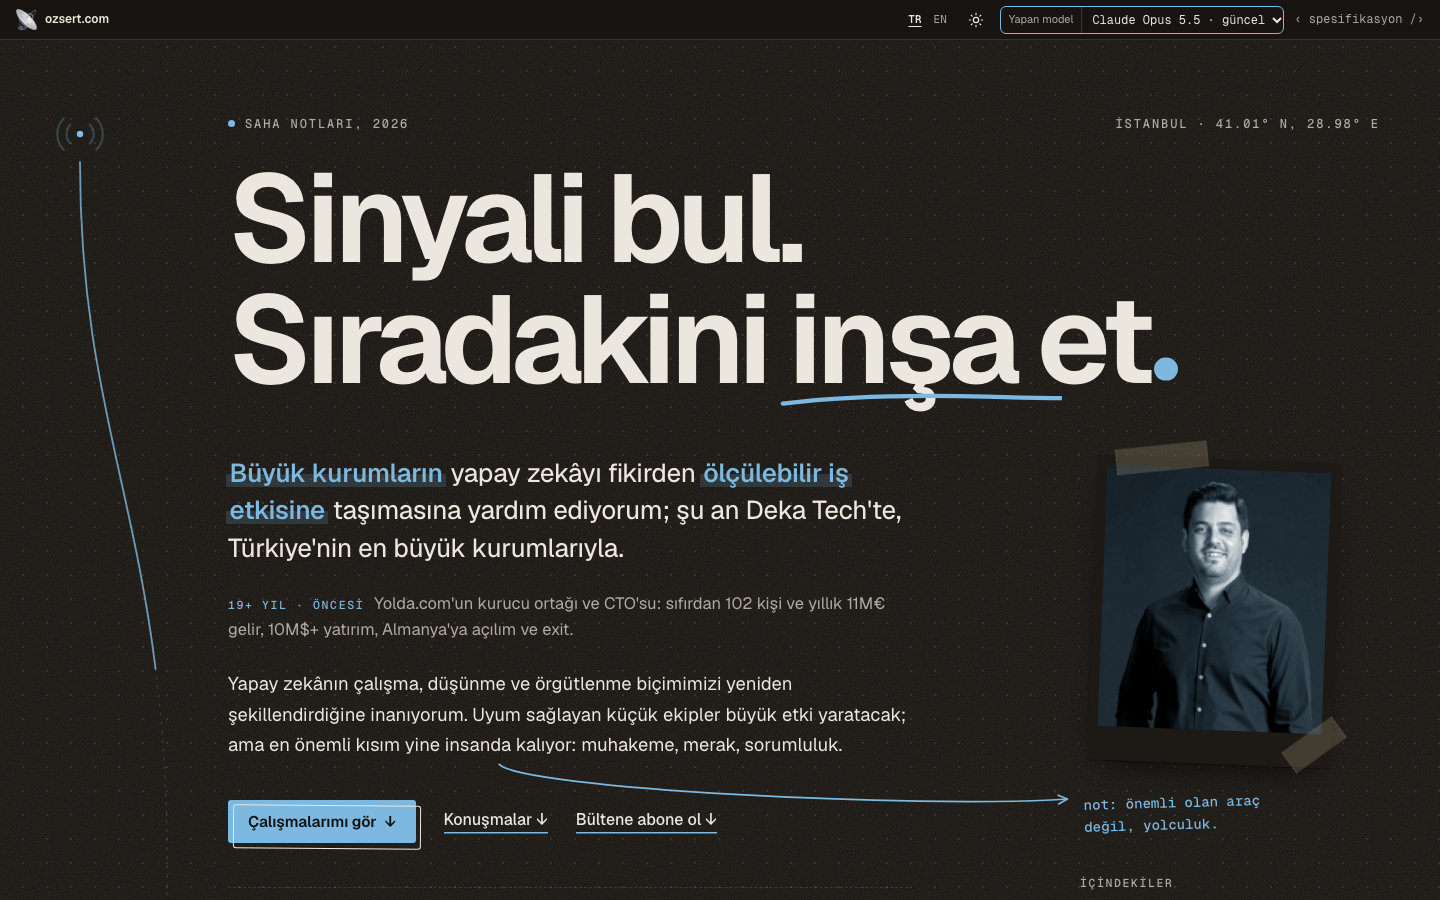 ozsert.com
TR EN
Yapan model Claude Opus 5.5 · güncel
‹ spesifikasyon /›
SAHA NOTLARI, 2026
İSTANBUL · 41.01° N, 28.98° E
Sinyali bul.
Sıradakini inşa et.
Büyük kurumların yapay zekâyı fikirden ölçülebilir iş
etkisine taşımasına yardım ediyorum; şu an Deka Tech'te,
Türkiye'nin en büyük kurumlarıyla.
19+ YIL · ÖNCESİ Yolda.com'un kurucu ortağı ve CTO'su: sıfırdan 102 kişi ve yıllık 11M€
gelir, 10M$+ yatırım, Almanya'ya açılım ve exit.
Yapay zekânın çalışma, düşünme ve örgütlenme biçimimizi yeniden
şekillendirdiğine inanıyorum. Uyum sağlayan küçük ekipler büyük etki yaratacak;
ama en önemli kısım yine insanda kalıyor: muhakeme, merak, sorumluluk.
Çalışmalarımı gör ↓
Konuşmalar ↓
Bültene abone ol ↓
not: önemli olan araç
değil, yolculuk.
İÇİNDEKİLER